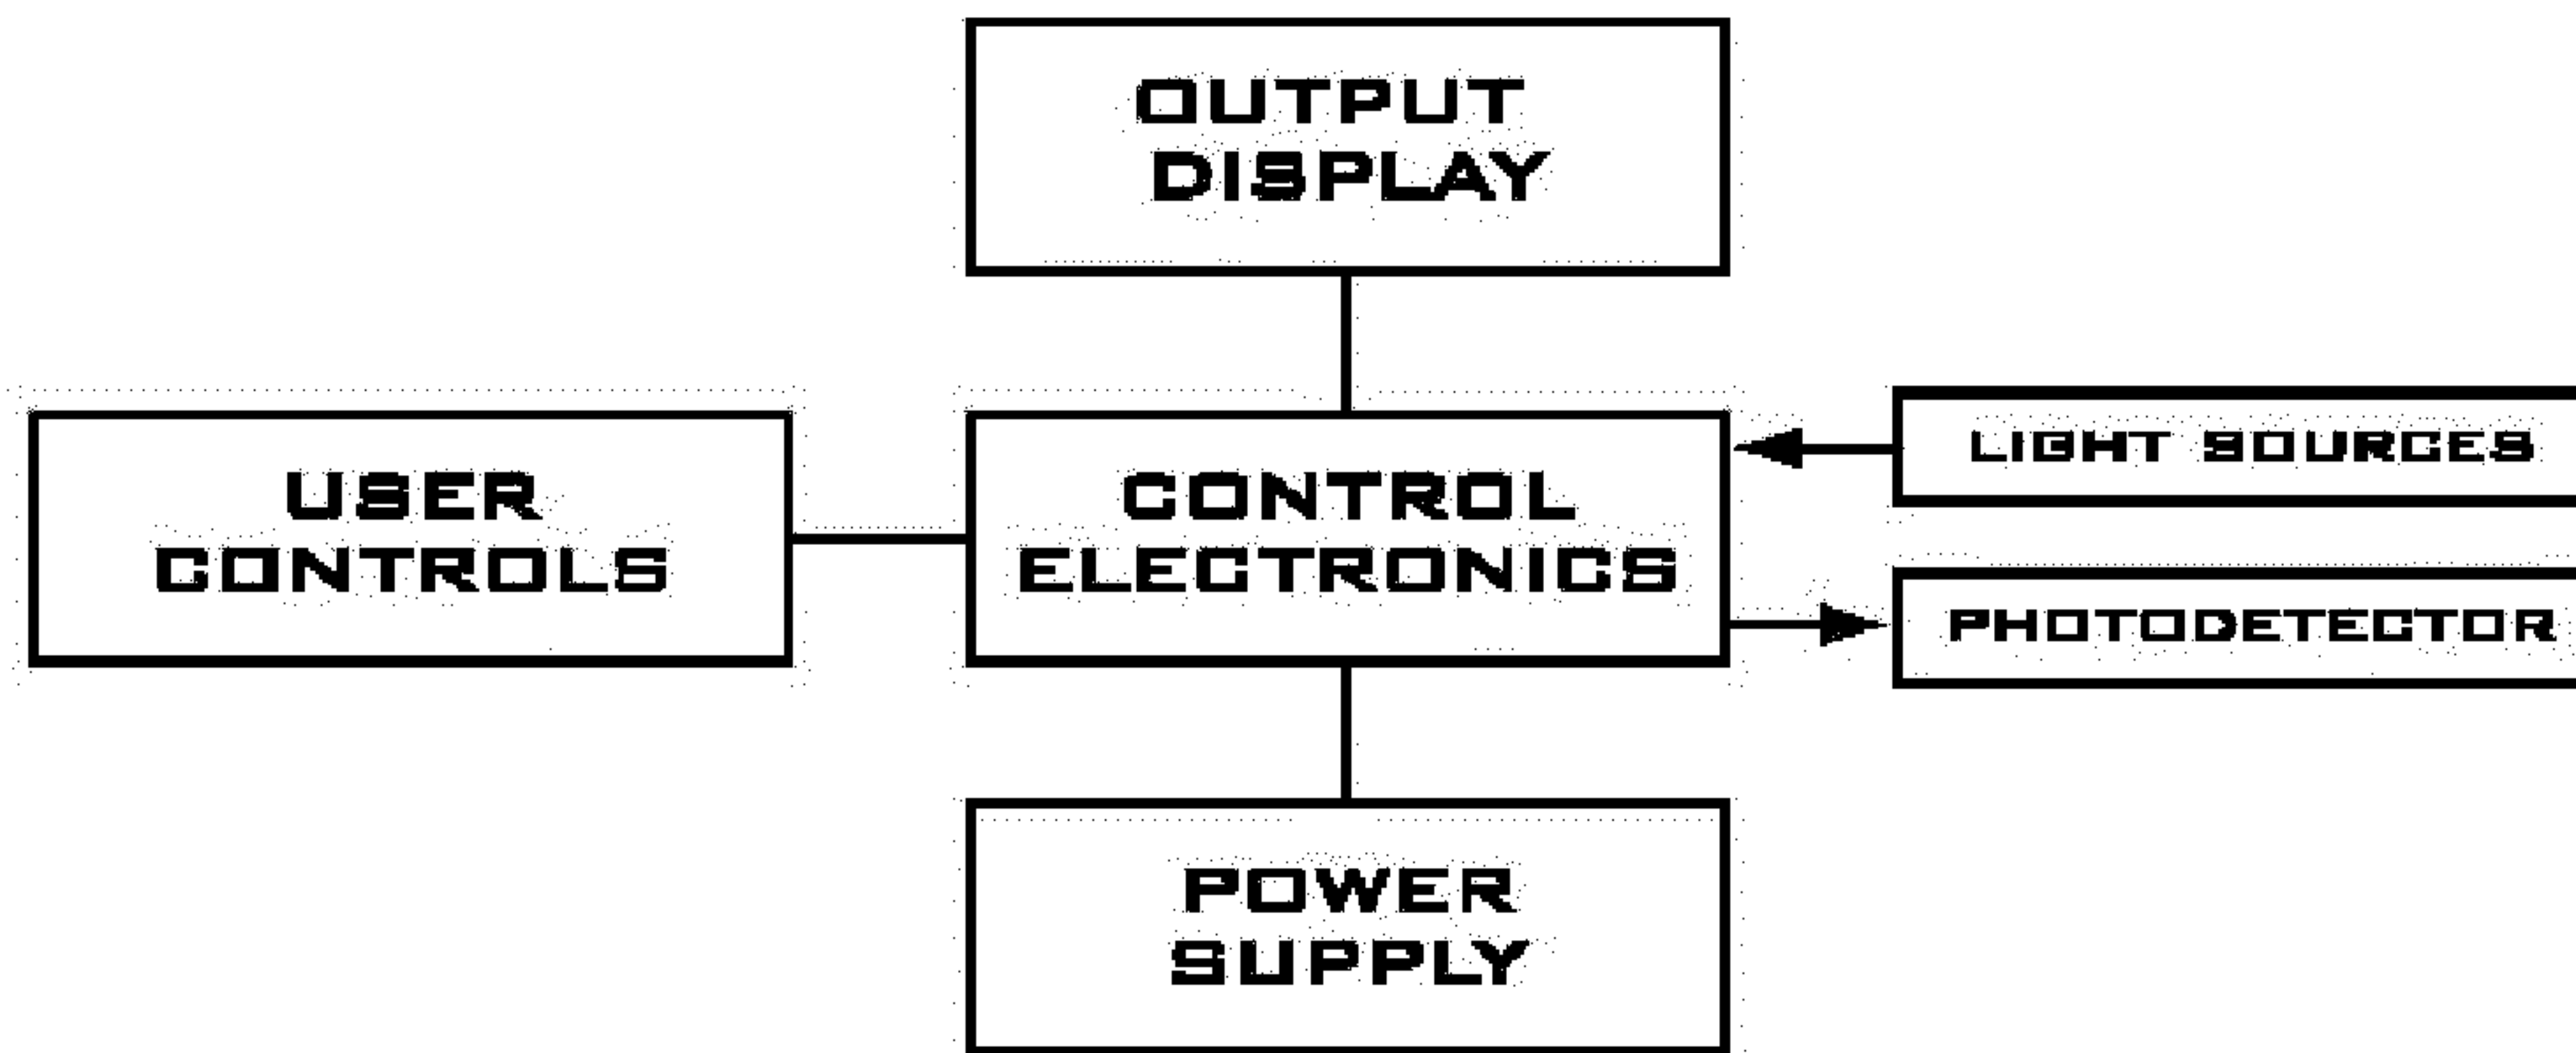 OUTPUT
DISPLAY
USER
CONTROLS
CONTROL
ELECTRONICS
LIGHT SOURCES
PHOTODETECTOR
POWER
SUPPLY